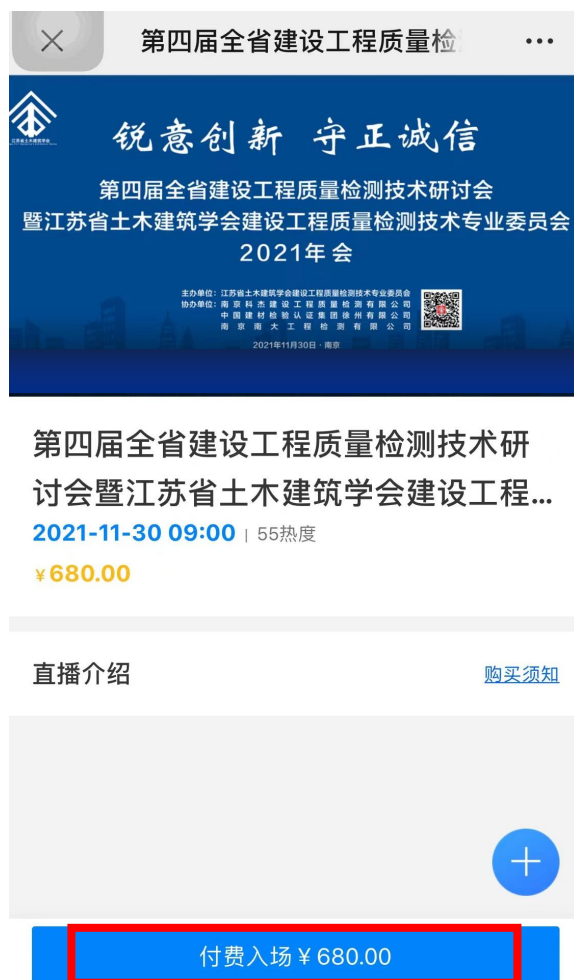 第四届全省建设工程质量检
江苏省土木建筑学会
锐意创新 守正诚信
第四届全省建设工程质量检测技术研讨会
暨江苏省土木建筑学会建设工程质量检测技术专业委员会
2021年会
主办单位：江苏省土木建筑学会建设工程质量检测技术专业委员会
协办单位：南京科杰建设工程质量检测有限公司
中国建材检验认证集团徐州有限公司
南京南大工程检测有限公司
2021年11月30日·南京
第四届全省建设工程质量检测技术研
讨会暨江苏省土木建筑学会建设工程...
2021-11-30 09:00 | 55热度
¥680.00
直播介绍 购买须知
付费入场¥680.00